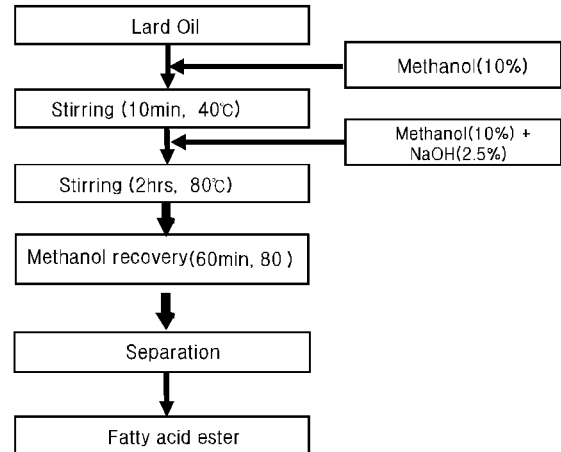 Lard Oil
Methanol(10%)
Stirring (10min, 40℃)
Methanol(10%) +
NaOH(2.5%)
Stirring (2hrs, 80℃)
Methanol recovery(60min, 80 )
Separation
Fatty acid ester